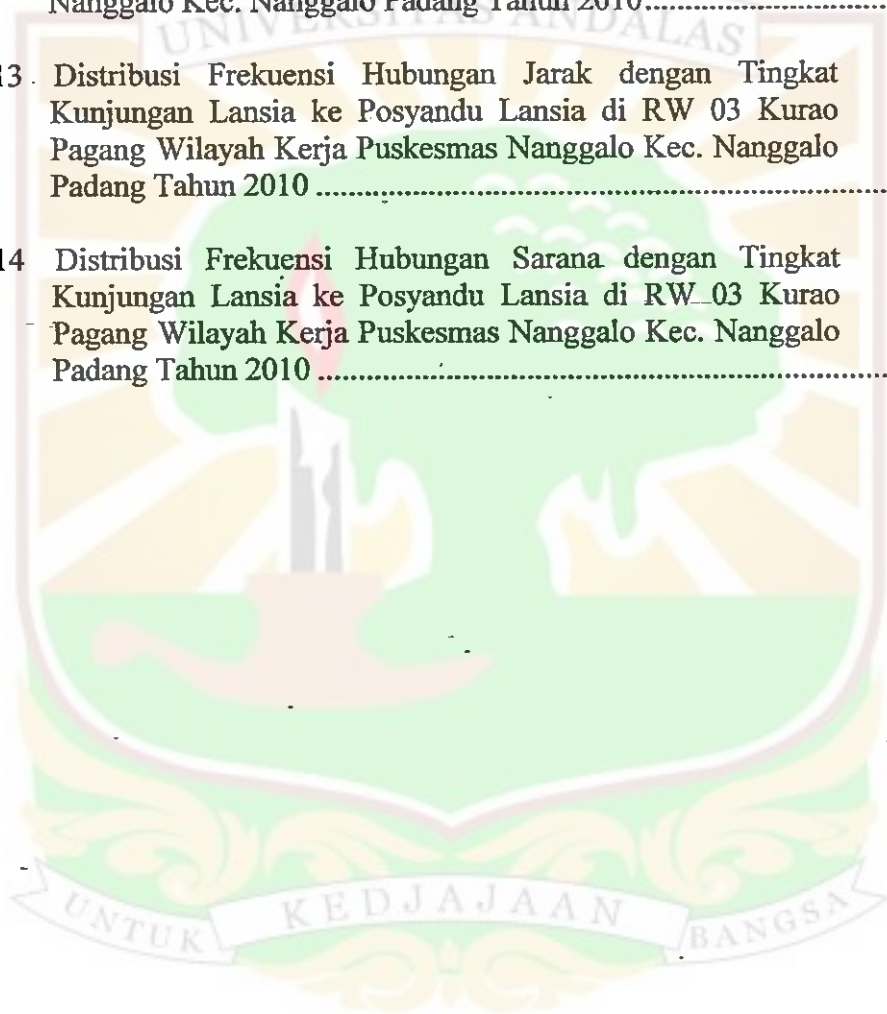 Nanggalo Kec. Nanggalo Padang Tahun 2010..............................
UNIVERSITAS ANDALAS
13. Distribusi Frekuensi Hubungan Jarak dengan Tingkat
Kunjungan Lansia ke Posyandu Lansia di RW 03 Kurao
Pagang Wilayah Kerja Puskesmas Nanggalo Kec. Nanggalo
Padang Tahun 2010 ......................................................................
14 Distribusi Frekuensi Hubungan Sarana dengan Tingkat
Kunjungan Lansia ke Posyandu Lansia di RW 03 Kurao
Pagang Wilayah Kerja Puskesmas Nanggalo Kec. Nanggalo
Padang Tahun 2010 ......................................................................
UNTUK KEDJAJAAN BANGSA